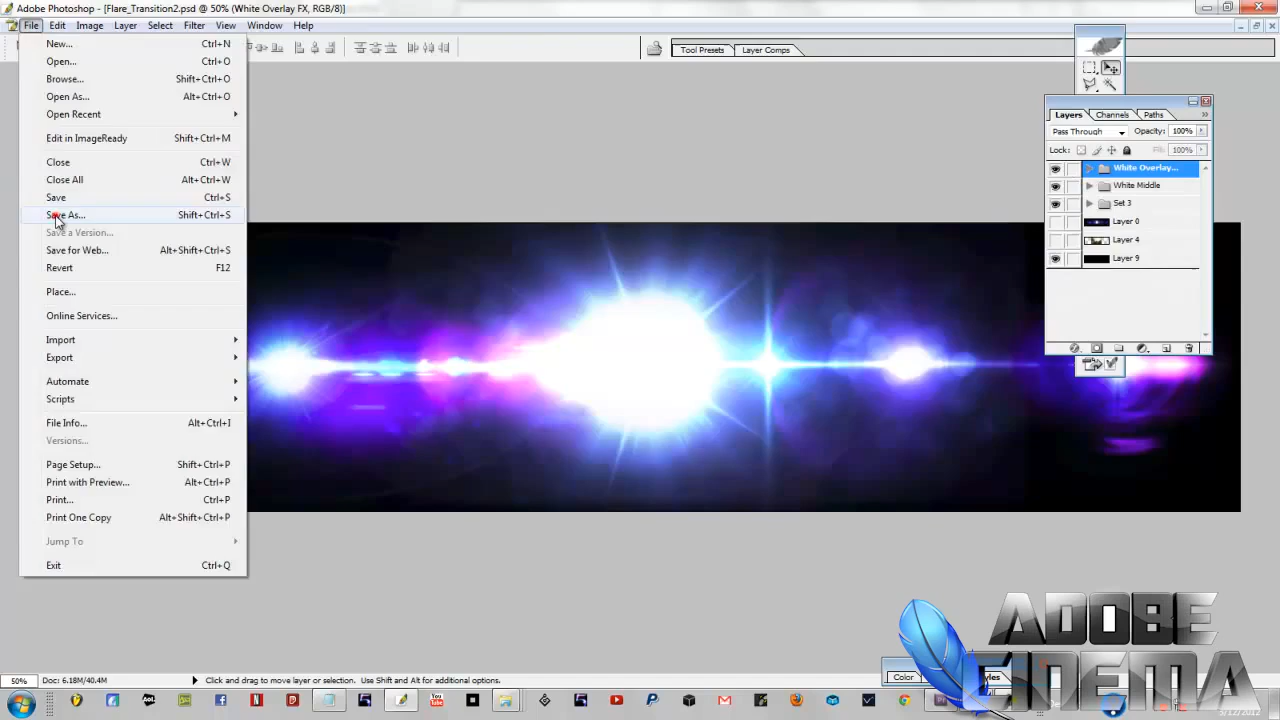 Adobe Photoshop - [Flare_Transition2.psd @ 50% (White Overlay FX, RGB/8)]
File Edit Image Layer Select Filter View Window Help
Tool Presets Layer Comps
New... Ctrl+N
Open... Ctrl+O
Browse... Shift+Ctrl+O
Open As... Alt+Ctrl+O
Open Recent
Edit in ImageReady Shift+Ctrl+M
Close Ctrl+W
Close All Alt+Ctrl+W
Save Ctrl+S
Save As... Shift+Ctrl+S
Save a Version...
Save for Web... Alt+Shift+Ctrl+S
Revert F12
Place...
Online Services...
Import
Export
Automate
Scripts
File Info... Alt+Ctrl+I
Versions...
Page Setup... Shift+Ctrl+P
Print with Preview... Alt+Ctrl+P
Print... Ctrl+P
Print One Copy Alt+Shift+Ctrl+P
Jump To
Exit Ctrl+Q
Layers Channels Paths
Pass Through Opacity: 100%
Lock: Fill: 100%
White Overlay...
White Middle
Set 3
Layer 0
Layer 4
Layer 9
ADOBE
CINEMA
Color
50% Doc: 6.18M/40.4M Click and drag to move layer or selection. Use Shift and Alt for additional options.